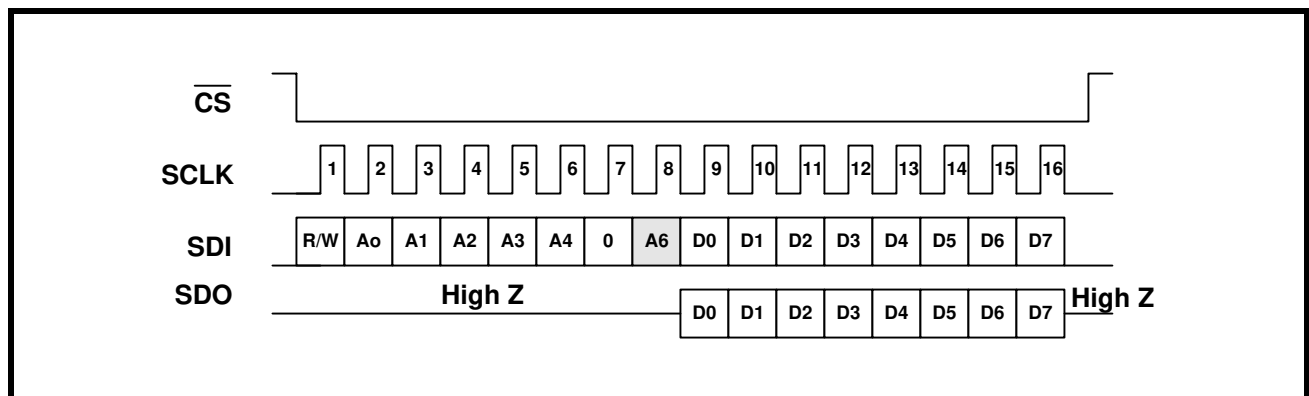 CS
SCLK 1 2 3 4 5 6 7 8 9 10 11 12 13 14 15 16
SDI R/W Ao A1 A2 A3 A4 0 A6 D0 D1 D2 D3 D4 D5 D6 D7
SDO High Z D0 D1 D2 D3 D4 D5 D6 D7 High Z